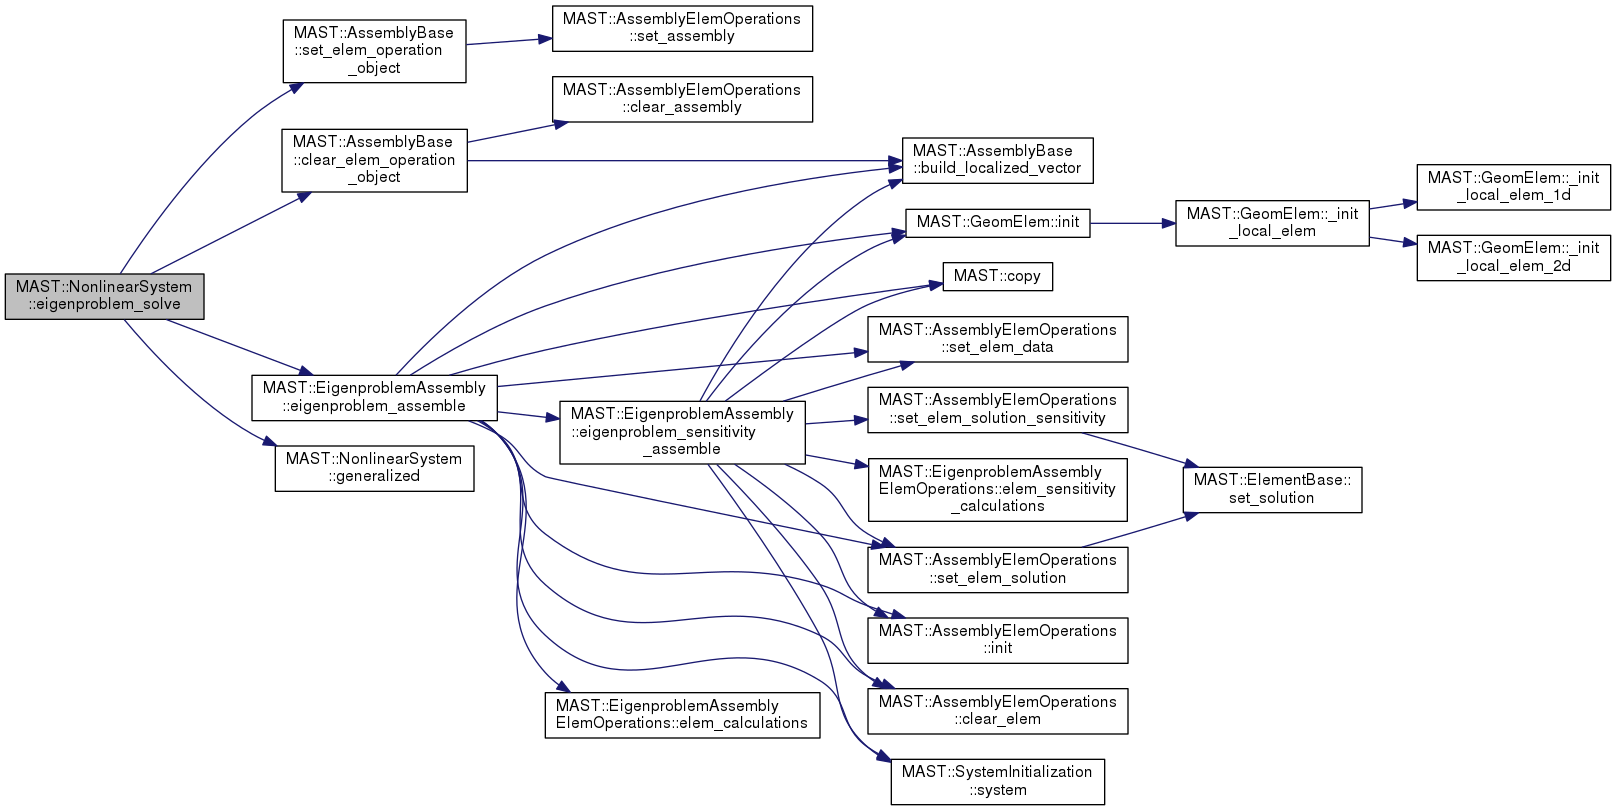 MAST::NonlinearSystem
::eigenproblem_solve
MAST::AssemblyBase
::set_elem_operation
_object
MAST::AssemblyElemOperations
::set_assembly
MAST::AssemblyBase
::clear_elem_operation
_object
MAST::AssemblyElemOperations
::clear_assembly
MAST::AssemblyBase
::build_localized_vector
MAST::EigenproblemAssembly
::eigenproblem_assemble
MAST::NonlinearSystem
::generalized
MAST::GeomElem::init
MAST::GeomElem::_init
_local_elem
MAST::GeomElem::_init
_local_elem_1d
MAST::GeomElem::_init
_local_elem_2d
MAST::copy
MAST::AssemblyElemOperations
::set_elem_data
MAST::EigenproblemAssembly
::eigenproblem_sensitivity
_assemble
MAST::AssemblyElemOperations
::set_elem_solution_sensitivity
MAST::EigenproblemAssembly
ElemOperations::elem_sensitivity
_calculations
MAST::ElementBase::
set_solution
MAST::AssemblyElemOperations
::set_elem_solution
MAST::AssemblyElemOperations
::init
MAST::AssemblyElemOperations
::clear_elem
MAST::EigenproblemAssembly
ElemOperations::elem_calculations
MAST::SystemInitialization
::system